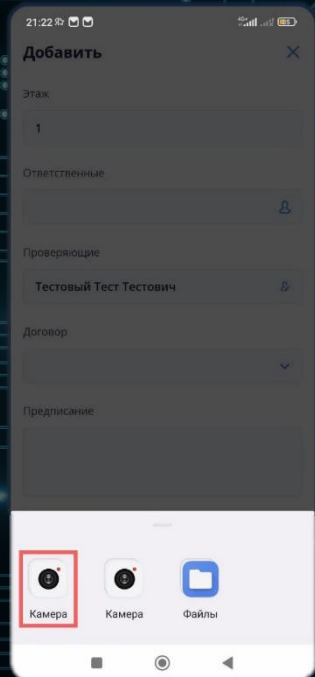 21:22
Добавить
Этаж
1
Ответственные
Проверяющие
Тестовый Тест Тестович
Договор
Предписание
Камера Камера Файлы